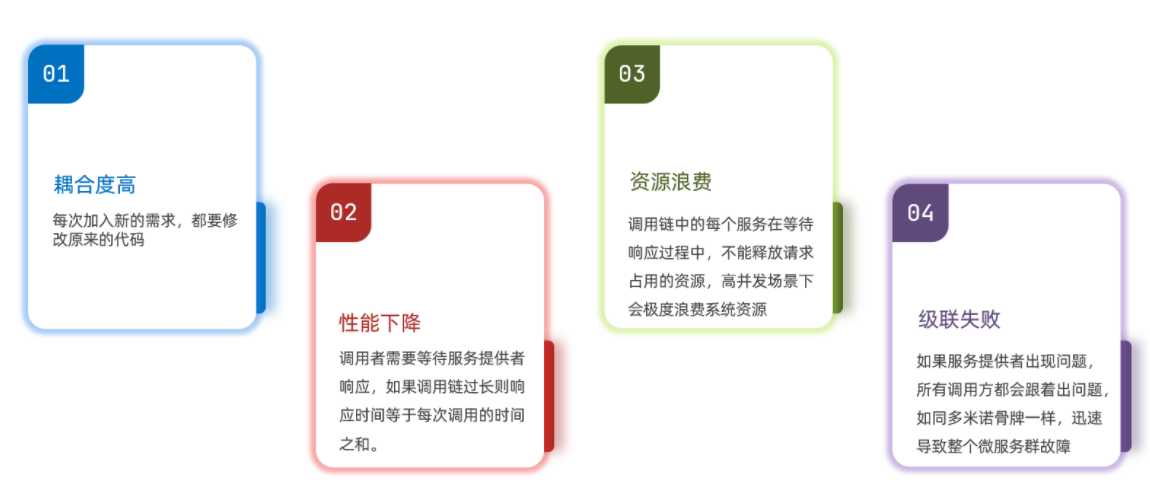 01
耦合度高
每次加入新的需求，都要修
改原来的代码
02
性能下降
调用者需要等待服务提供者
响应，如果调用链过长则响
应时间等于每次调用的时间
之和。
03
资源浪费
调用链中的每个服务在等待
响应过程中，不能释放请求
占用的资源，高并发场景下
会极度浪费系统资源
04
级联失败
如果服务提供者出现问题，
所有调用方都会跟着出问题，
如同多米诺骨牌一样，迅速
导致整个微服务群故障